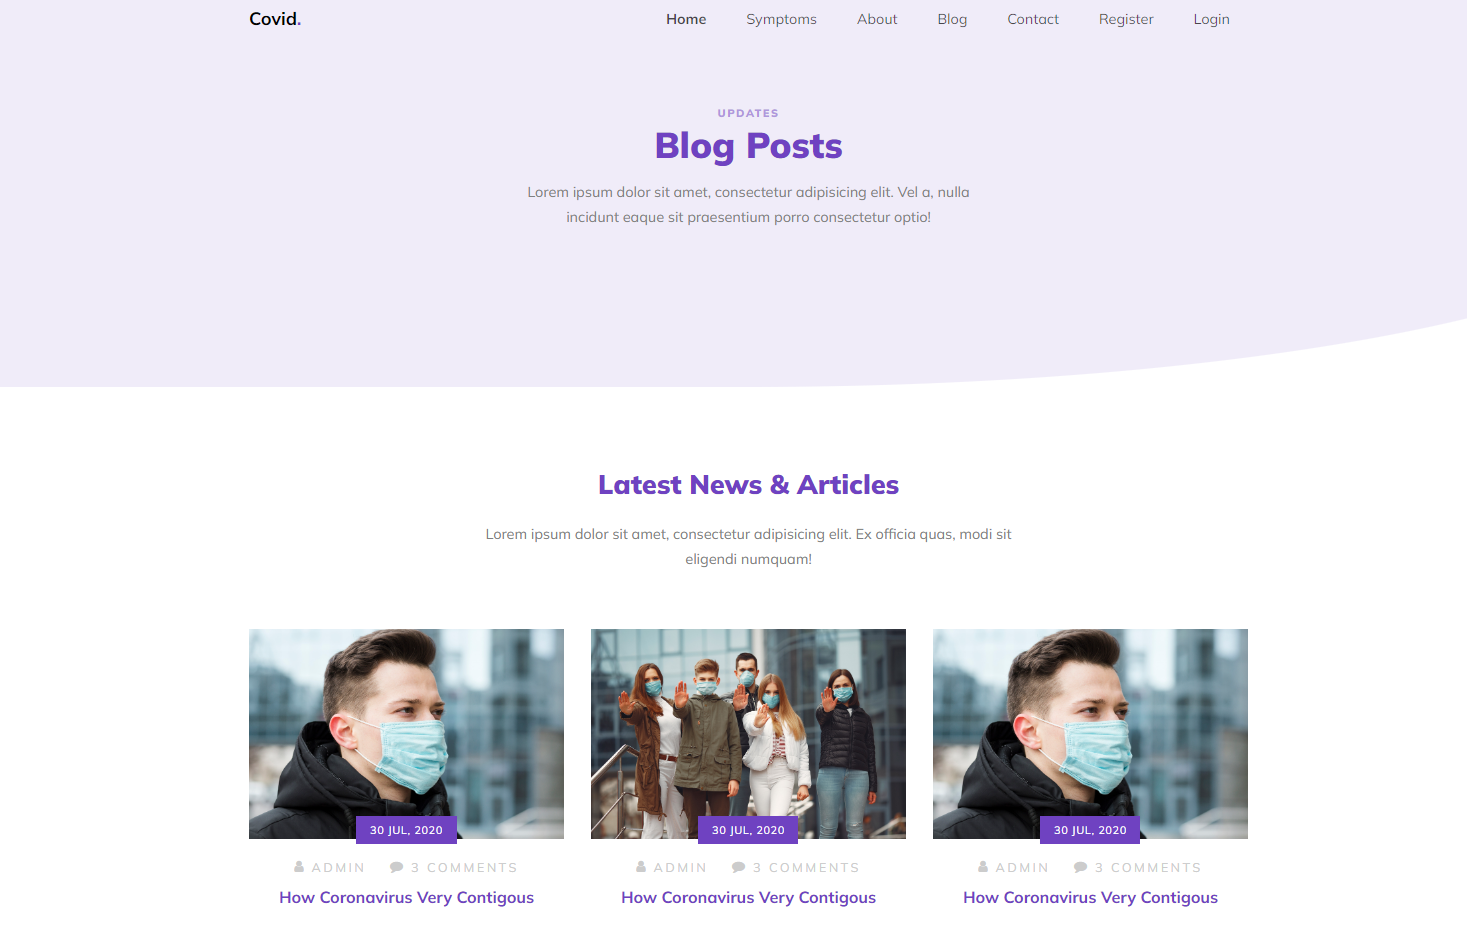 Covid.
Home Symptoms About Blog Contact Register Login
UPDATES
Blog Posts
Lorem ipsum dolor sit amet, consectetur adipisicing elit. Vel a, nulla
incidunt eaque sit praesentium porro consectetur optio!
Latest News & Articles
Lorem ipsum dolor sit amet, consectetur adipisicing elit. Ex officia quas, modi sit
eligendi numquam!
30 JUL, 2020
ADMIN 3 COMMENTS
How Coronavirus Very Contigous
30 JUL, 2020
ADMIN 3 COMMENTS
How Coronavirus Very Contigous
30 JUL, 2020
ADMIN 3 COMMENTS
How Coronavirus Very Contigous